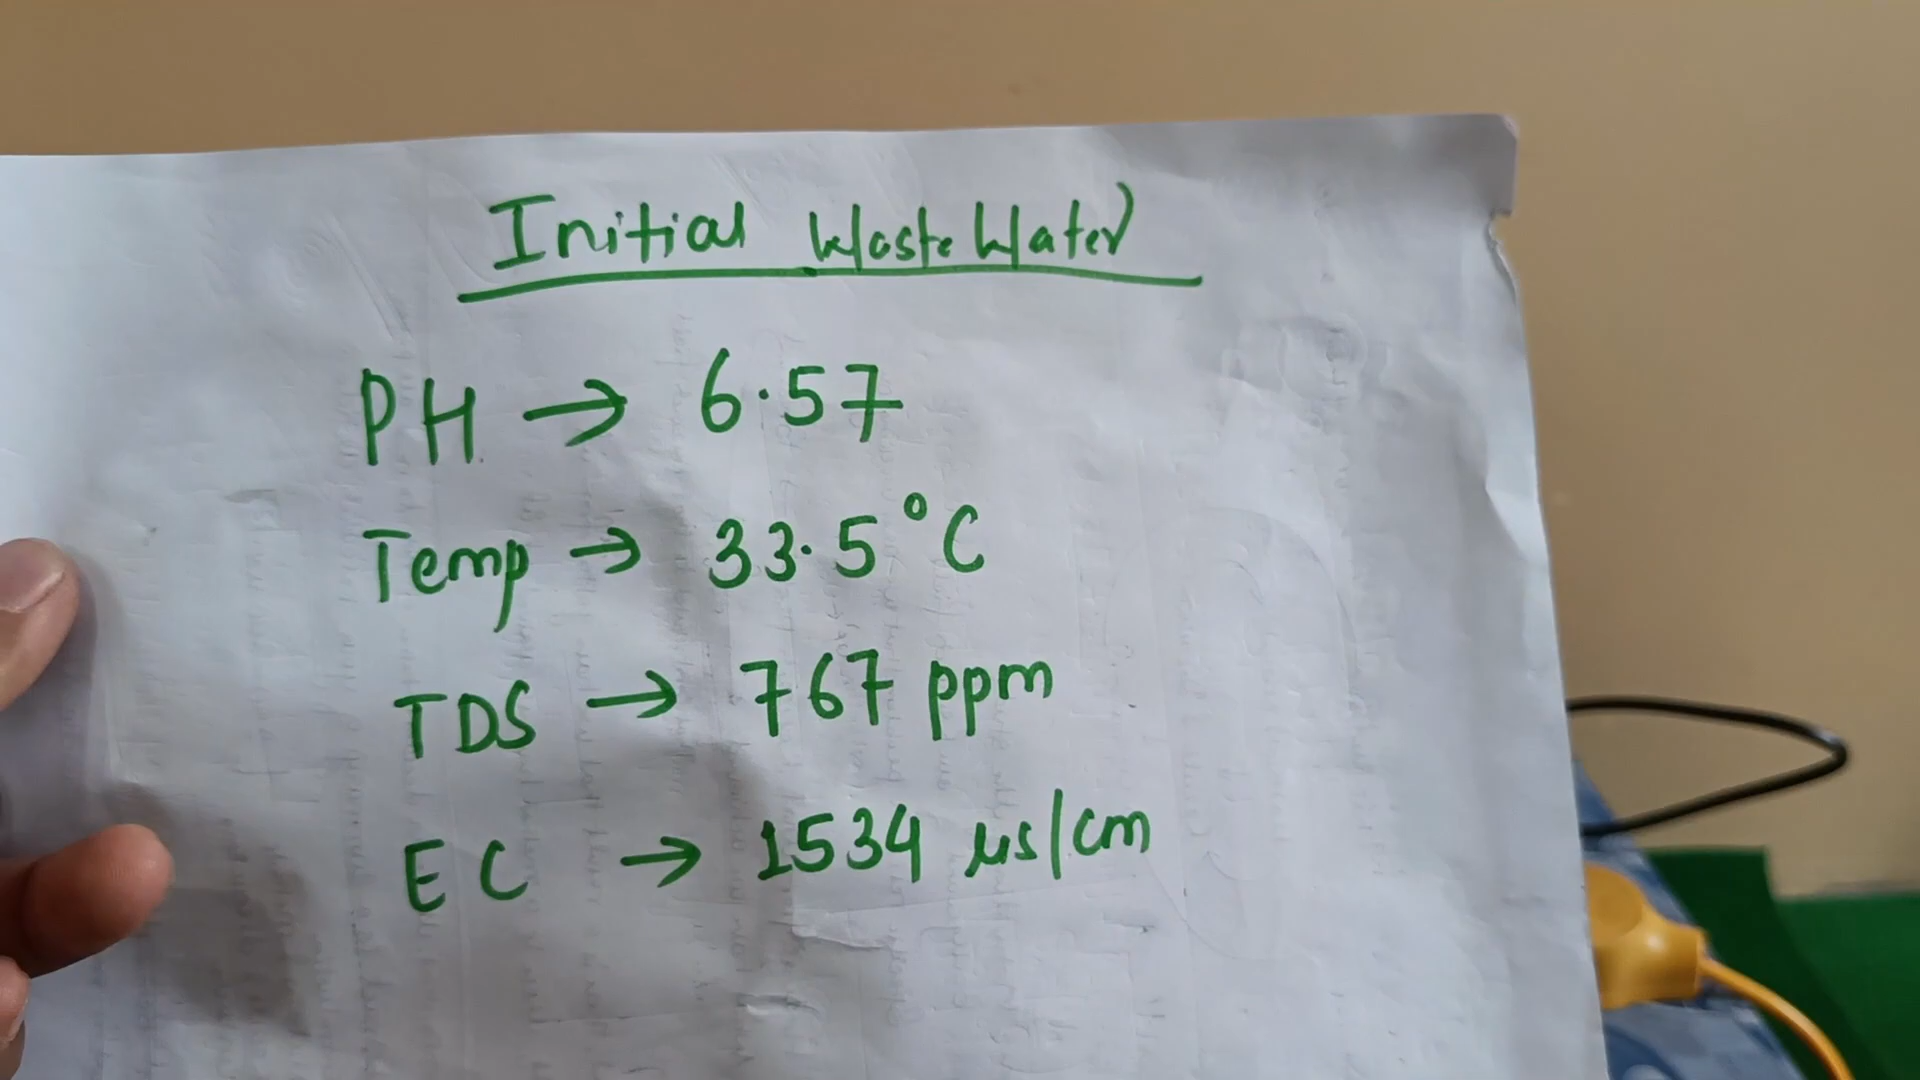 Initial WasteWater
PH → 6.57
Temp → 33.5°C
TDS → 767 ppm
EC → 1534 µs/cm